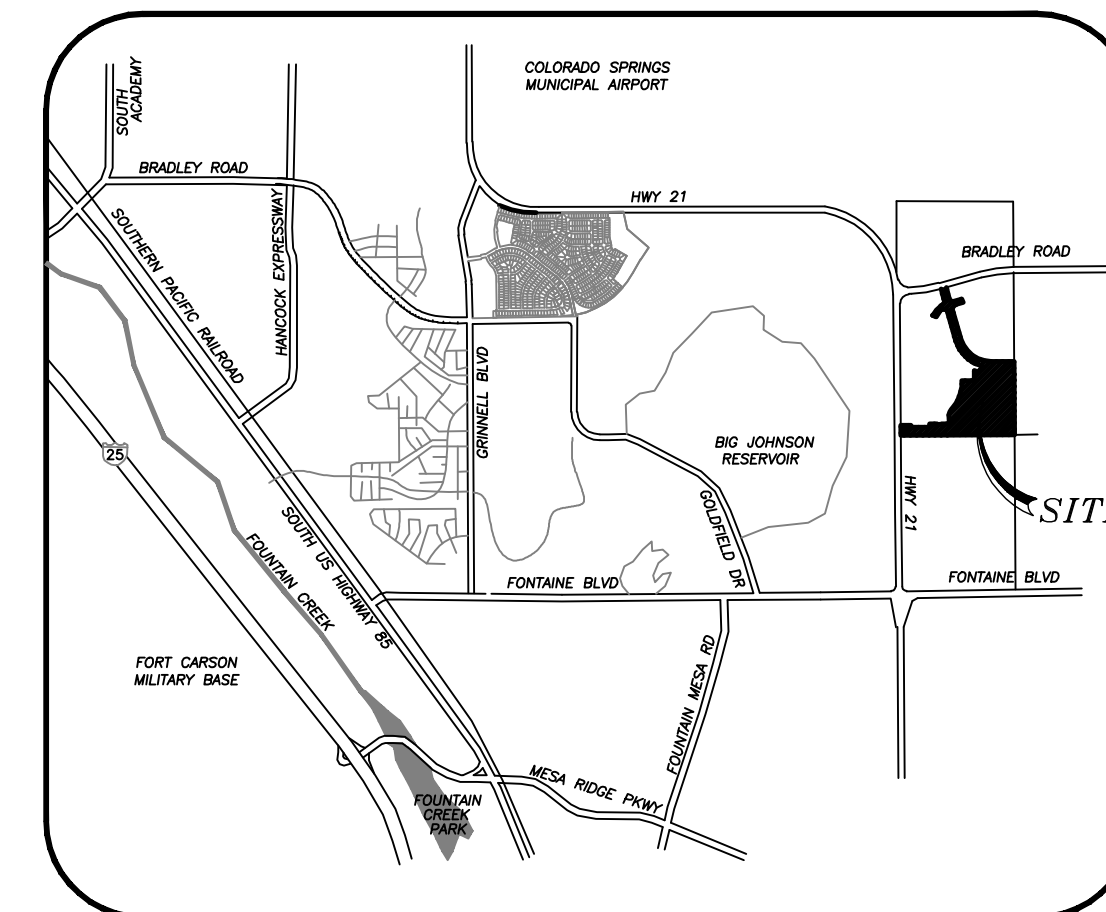 COLORADO SPRINGS
MUNICIPAL AIRPORT
SOUTH
ACADEMY
BRADLEY ROAD
HWY 21
BRADLEY ROAD
SOUTHERN PACIFIC RAILROAD
HANCOCK EXPRESSWAY
GRINNELL BLVD
BIG JOHNSON
RESERVOIR
25
HWY 21
GOLDFIELD DR
SOUTH US HIGHWAY 85
FOUNTAIN CREEK
FONTAINE BLVD
FONTAINE BLVD
FORT CARSON
MILITARY BASE
FOUNTAIN MESA RD
MESA RIDGE PKWY
FOUNTAIN
CREEK
PARK